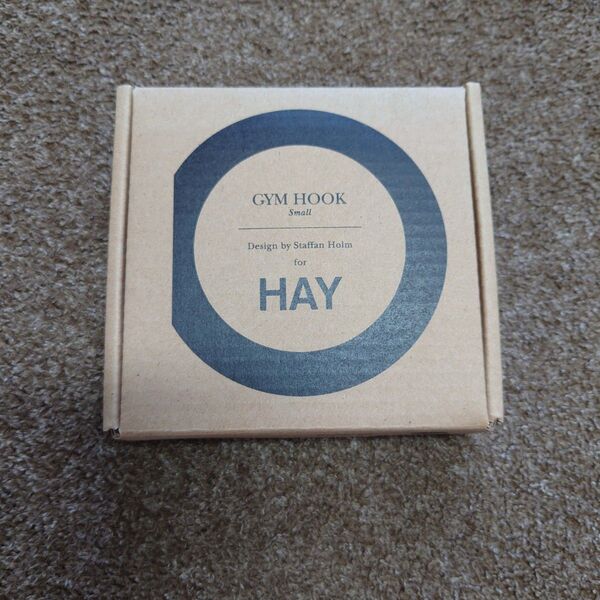 GYM HOOK
Small
Design by Staffan Holm
for
HAY